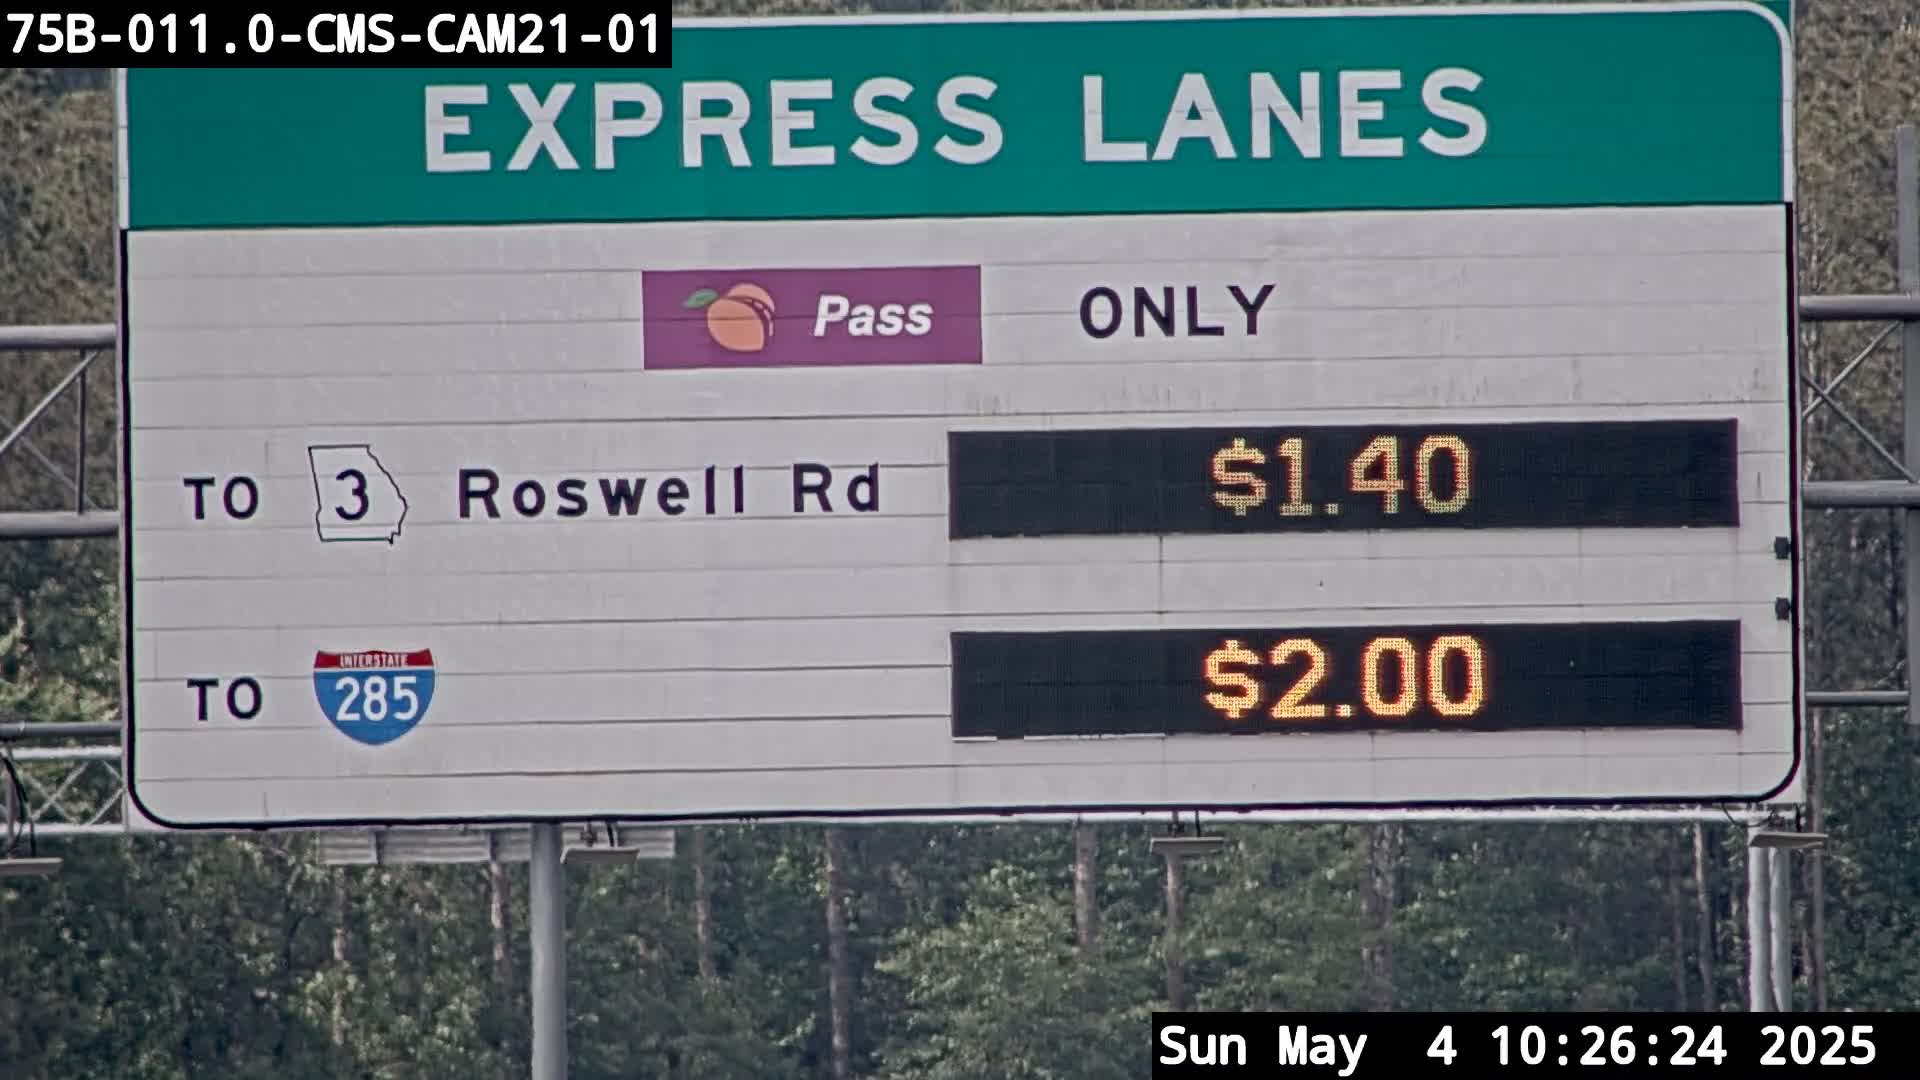 75B-011.0-CMS-CAM21-01
EXPRESS LANES
Pass ONLY
TO 3 Roswell Rd $1.40
INTERSTATE
TO 285 $2.00
Sun May 4 10:26:24 2025